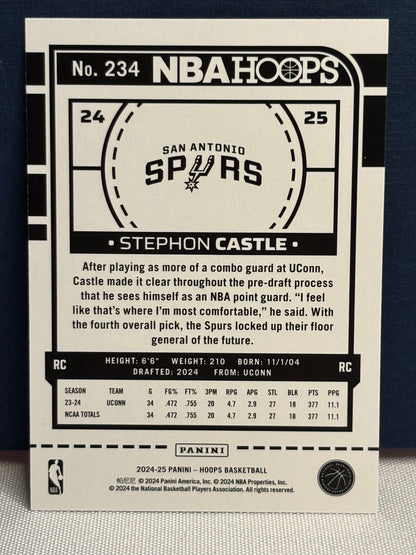 No. 234 NBA HOOPS
24 25
SAN ANTONIO
SPURS
• STEPHON CASTLE •
After playing as more of a combo guard at UConn,
Castle made it clear throughout the pre-draft process
that he sees himself as an NBA point guard. “I feel
like that’s where I’m most comfortable,” he said. With
the fourth overall pick, the Spurs locked up their floor
general of the future.
RC HEIGHT: 6'6" WEIGHT: 210 BORN: 11/1/04 RC
DRAFTED: 2024 FROM: UCONN
SEASON TEAM G FG% FT% 3PM RPG APG STL BLK PTS PPG
23-24 UCONN 34 .472 .755 20 4.7 2.9 27 18 377 11.1
NCAA TOTALS 34 .472 .755 20 4.7 2.9 27 18 377 11.1
PANINI
2024-25 PANINI – HOOPS BASKETBALL
帕尼尼 © 2024 Panini America, Inc. © 2024 NBA Properties, Inc.
© 2024 the National Basketball Players Association. All rights reserved.